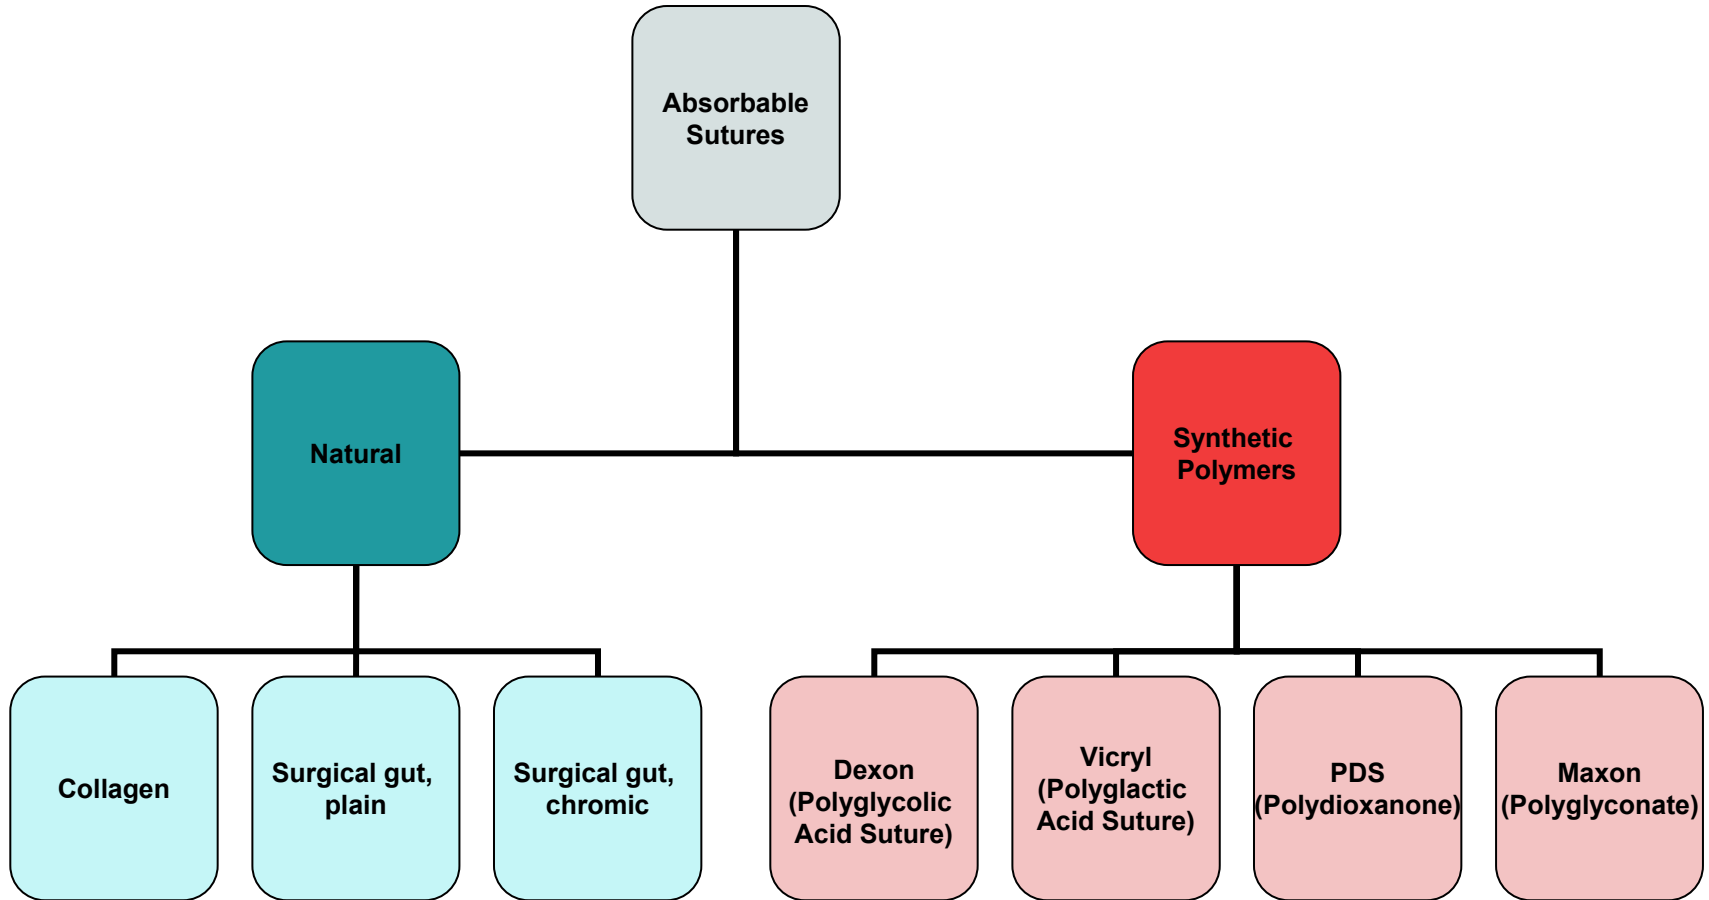 Absorbable
Sutures
Natural
Synthetic
Polymers
Collagen
Surgical gut,
plain
Surgical gut,
chromic
Dexon
(Polyglycolic
Acid Suture)
Vicryl
(Polyglactic
Acid Suture)
PDS
(Polydioxanone)
Maxon
(Polyglyconate)